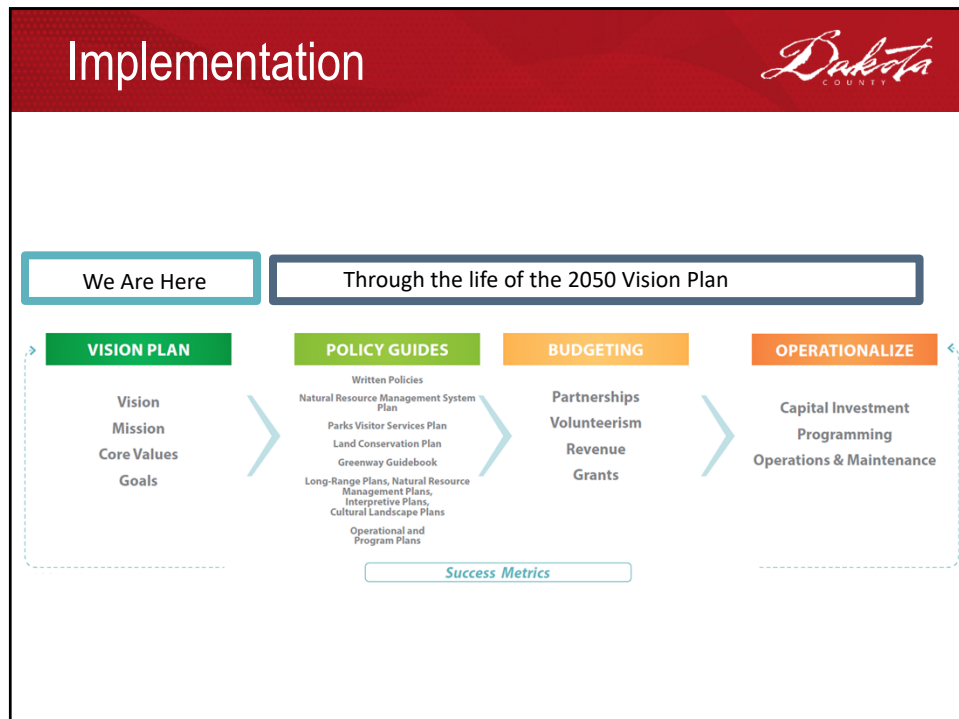 Implementation
Dakota
COUNTY
We Are Here
Through the life of the 2050 Vision Plan
VISION PLAN
Vision
Mission
Core Values
Goals
POLICY GUIDES
Written Policies
Natural Resource Management System
Plan
Parks Visitor Services Plan
Land Conservation Plan
Greenway Guidebook
Long-Range Plans, Natural Resource
Management Plans,
Interpretive Plans,
Cultural Landscape Plans
Operational and
Program Plans
BUDGETING
Partnerships
Volunteerism
Revenue
Grants
OPERATIONALIZE
Capital Investment
Programming
Operations & Maintenance
Success Metrics